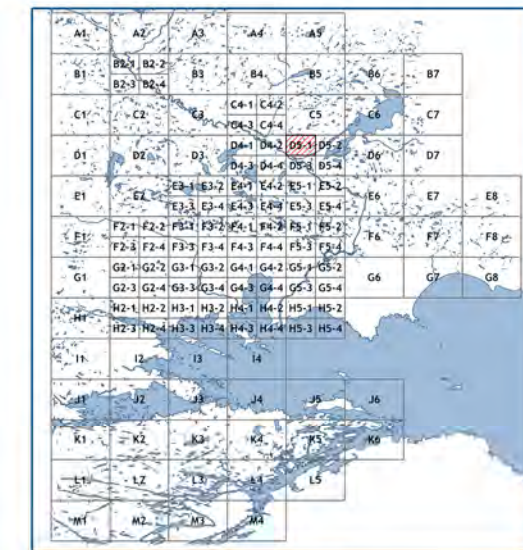 A1 A2 A3 A4 A5
B2-1 B2-2
B1 B3 B4 B5 B6 B7
B2-3 B2-4
C4-1 C4-2
C1 C2 C3 C5 C6 C7
C4-3 C4-4
D4-1 D4-2 D5-1 D5-2
D1 D2 D3 D6 D7
D4-3 D4-4 D5-3 D5-4
E3-1 E3-2 E4-1 E4-2 E5-1 E5-2
E1 E2 E6 E7 E8
E3-3 E3-4 E4-3 E4-4 E5-3 E5-4
F2-1 F2-2 F3-1 F3-2 F4-1 F4-2 F5-1 F5-2
F1 F6 F7 F8
F2-3 F2-4 F3-3 F3-4 F4-3 F4-4 F5-3 F5-4
G2-1 G2-2 G3-1 G3-2 G4-1 G4-2 G5-1 G5-2
G1 G6 G7 G8
G2-3 G2-4 G3-3 G3-4 G4-3 G4-4 G5-3 G5-4
H2-1 H2-2 H3-1 H3-2 H4-1 H4-2 H5-1 H5-2
H1
H2-3 H2-4 H3-3 H3-4 H4-3 H4-4 H5-3 H5-4
I1 I2 I3 I4
J1 J2 J3 J4 J5 J6
K1 K2 K3 K4 K5 K6
L1 L2 L3 L4 L5
M1 M2 M3 M4